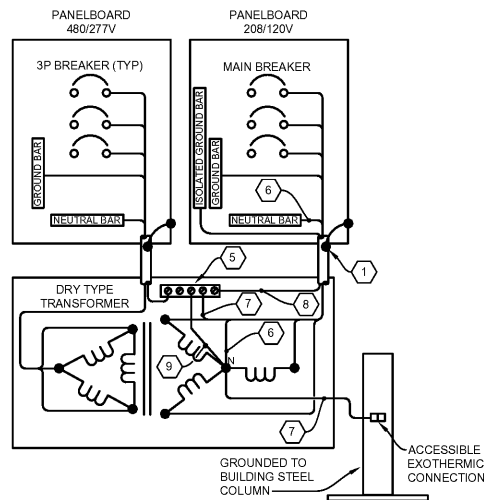 PANELBOARD
480/277V
PANELBOARD
208/120V
3P BREAKER (TYP)
MAIN BREAKER
GROUND BAR
ISOLATED GROUND BAR
GROUND BAR
6
NEUTRAL BAR
NEUTRAL BAR
5
1
DRY TYPE
TRANSFORMER
7
8
6
9
N
7
ACCESSIBLE
EXOTHERMIC
CONNECTION
GROUNDED TO
BUILDING STEEL
COLUMN